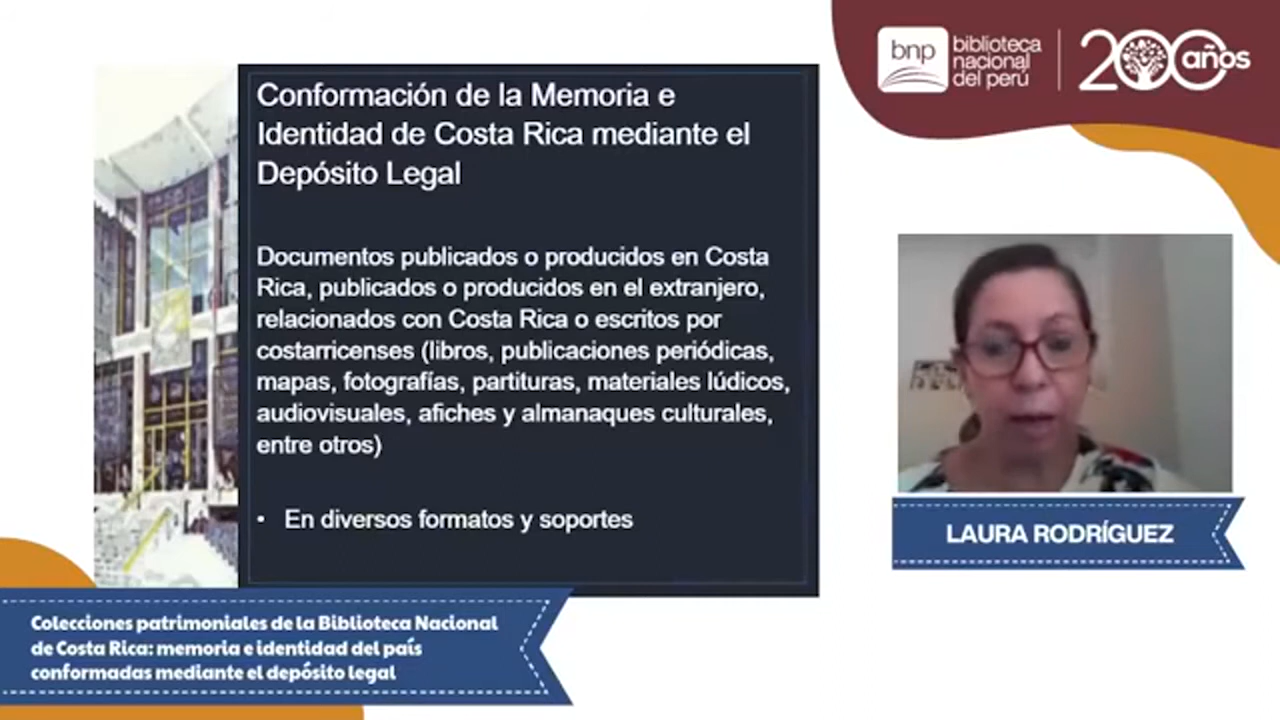 bnp
biblioteca
nacional
del perú
200 años
Conformación de la Memoria e
Identidad de Costa Rica mediante el
Depósito Legal
Documentos publicados o producidos en Costa
Rica, publicados o producidos en el extranjero,
relacionados con Costa Rica o escritos por
costarricenses (libros, publicaciones periódicas,
mapas, fotografías, partituras, materiales lúdicos,
audiovisuales, afiches y almanaques culturales,
entre otros)
• En diversos formatos y soportes
LAURA RODRÍGUEZ
Colecciones patrimoniales de la Biblioteca Nacional
de Costa Rica: memoria e identidad del país
conformadas mediante el depósito legal